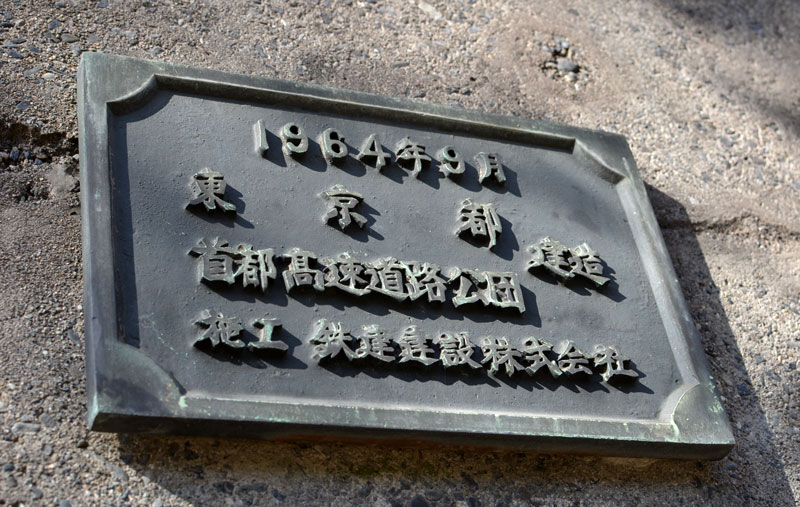 1964年9月
東京都
首都高速道路公団 建造
施工 鉄建建設株式会社